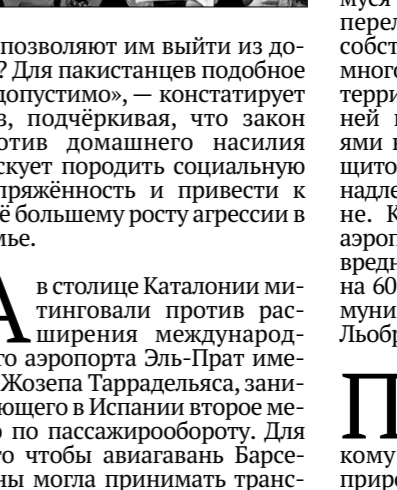 позволяют им выйти из до-
? Для пакистанцев подобное
допустимо», — констатирует
в, подчёркивая, что закон
отив домашнего насилия
скует породить социальную
пряжённость и привести к
ё большему росту агрессии в
мье.
А в столице Каталонии ми-
тинговали против рас-
ширения международ-
го аэропорта Эль-Прат име-
Жозепа Таррадельяса, зани-
ющего в Испании второе ме-
о по пассажирообороту. Для
го чтобы авиагавань Барсе-
ны могла принимать транс-
муся
перел
собст
много
терри
ней
ями
щито
надле
не. К
аэроп
вредн
на 60
муни
Льобр
П
кому
приро